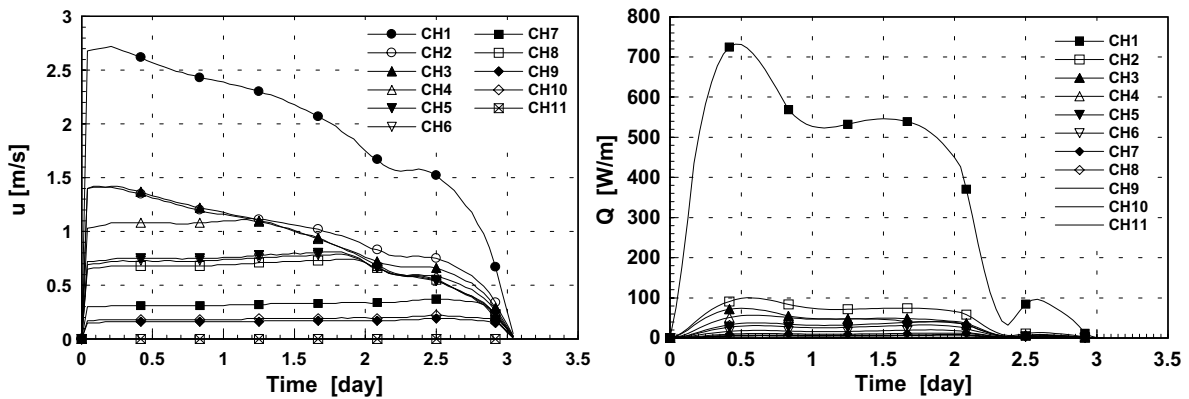 3
2.5
2
1.5
1
0.5
0
u [m/s]
0 0.5 1 1.5 2 2.5 3 3.5
Time [day]
CH1
CH2
CH3
CH4
CH5
CH6
CH7
CH8
CH9
CH10
CH11
800
700
600
500
400
300
200
100
0
Q [W/m]
0 0.5 1 1.5 2 2.5 3 3.5
Time [day]
CH1
CH2
CH3
CH4
CH5
CH6
CH7
CH8
CH9
CH10
CH11